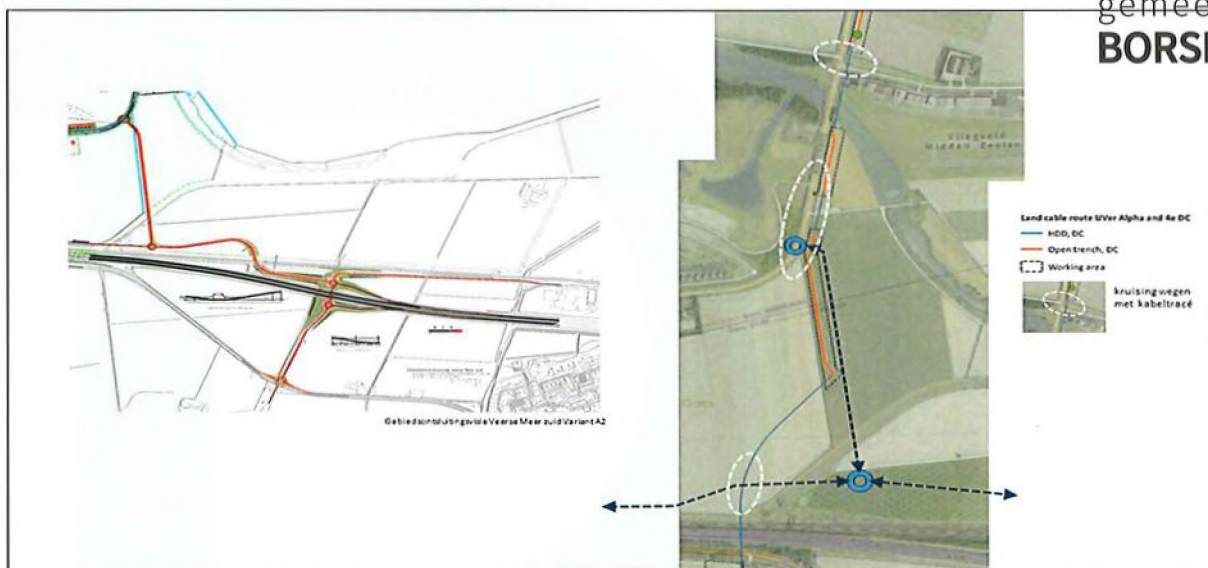 gemee
BORSE
Vliegveld
Midden Zeeland
Land cable route IJVer Alpha and 4e DC
HDD, DC
Open trench, DC
Working area
kruising wegen
met kabeltracé
Gebiedsontsluitingsvisie Veerse Meer zuid Variant A2